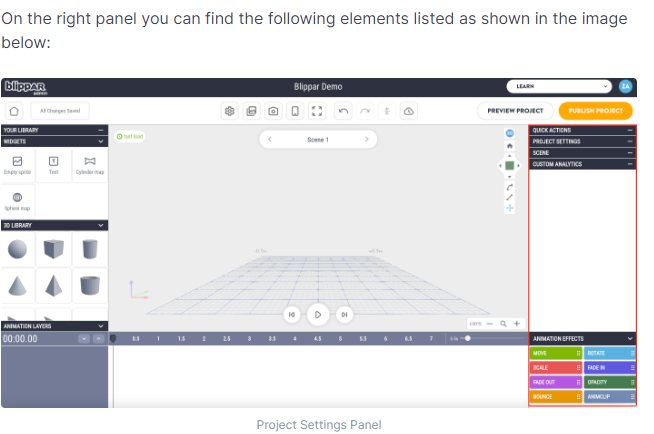 On the right panel you can find the following elements listed as shown in the image
below:
blippAR
admin
Blippar Demo
LEARN
ZA
All Changes Saved
PREVIEW PROJECT
PUBLISH PROJECT
YOUR LIBRARY
WIDGETS
fast load
Scene 1
QUICK ACTIONS
PROJECT SETTINGS
SCENE
CUSTOM ANALYTICS
Empty sprite
Text
Cylinder map
Sphere map
3D LIBRARY
100%
ANIMATION LAYERS
00:00.00
0.5 1 1.5 2 2.5 3 3.5 4 4.5 5 5.5 6 6.5 7
ANIMATION EFFECTS
MOVE
ROTATE
SCALE
FADE IN
FADE OUT
OPACITY
BOUNCE
ANIMCLIP
Project Settings Panel